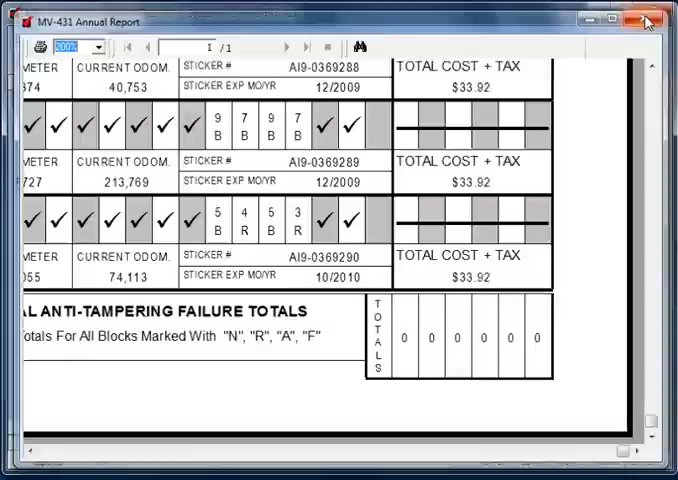 MV-431 Annual Report
200% 1 / 1
METER CURRENT ODOM. STICKER # AI9-0369288 TOTAL COST + TAX
374 40,753 STICKER EXP MO/YR 12/2009 $33.92
9 7 9 7
B B B B
METER CURRENT ODOM. STICKER # AI9-0369289 TOTAL COST + TAX
727 213,769 STICKER EXP MO/YR 12/2009 $33.92
5 4 5 3
B R B R
METER CURRENT ODOM. STICKER # AI9-0369290 TOTAL COST + TAX
055 74,113 STICKER EXP MO/YR 10/2010 $33.92
AL ANTI-TAMPERING FAILURE TOTALS
Totals For All Blocks Marked With "N", "R", "A", "F"
TOTALS 0 0 0 0 0 0